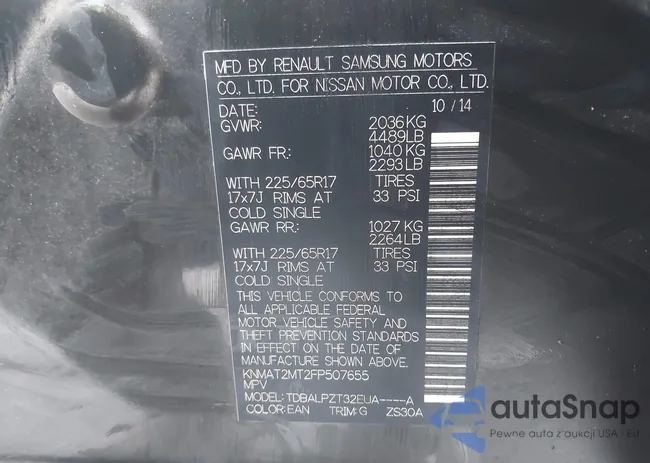 MFD BY RENAULT SAMSUNG MOTORS
CO., LTD. FOR NISSAN MOTOR CO., LTD.
DATE: 10 / 14
GVWR: 2036 KG
4489 LB
GAWR FR: 1040 KG
2293 LB
WITH 225/65R17 TIRES
17x7J RIMS AT 33 PSI
COLD SINGLE
GAWR RR: 1027 KG
2264 LB
WITH 225/65R17 TIRES
17x7J RIMS AT 33 PSI
COLD SINGLE
THIS VEHICLE CONFORMS TO
ALL APPLICABLE FEDERAL
MOTOR VEHICLE SAFETY AND
THEFT PREVENTION STANDARDS
IN EFFECT ON THE DATE OF
MANUFACTURE SHOWN ABOVE.
KNMAT2MT2FP507655
MPV
MODEL: TDBALPZT32EUA----A
COLOR: EAN TRIM: G ZS30A
autoSnap
Pewne auta z aukcji USA i EU